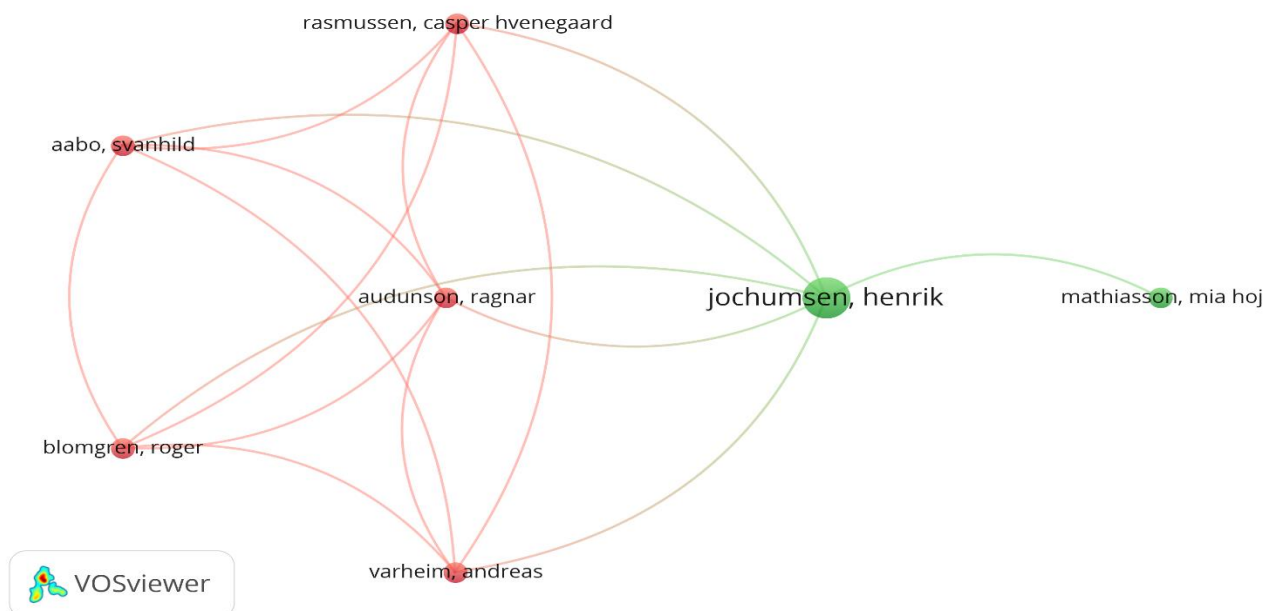 rasmussen, casper hvenegaard
aabo, svanhild
audunson, ragnar
jochumsen, henrik
mathiasson, mia hoj
blomgren, roger
varheim, andreas
VOSviewer